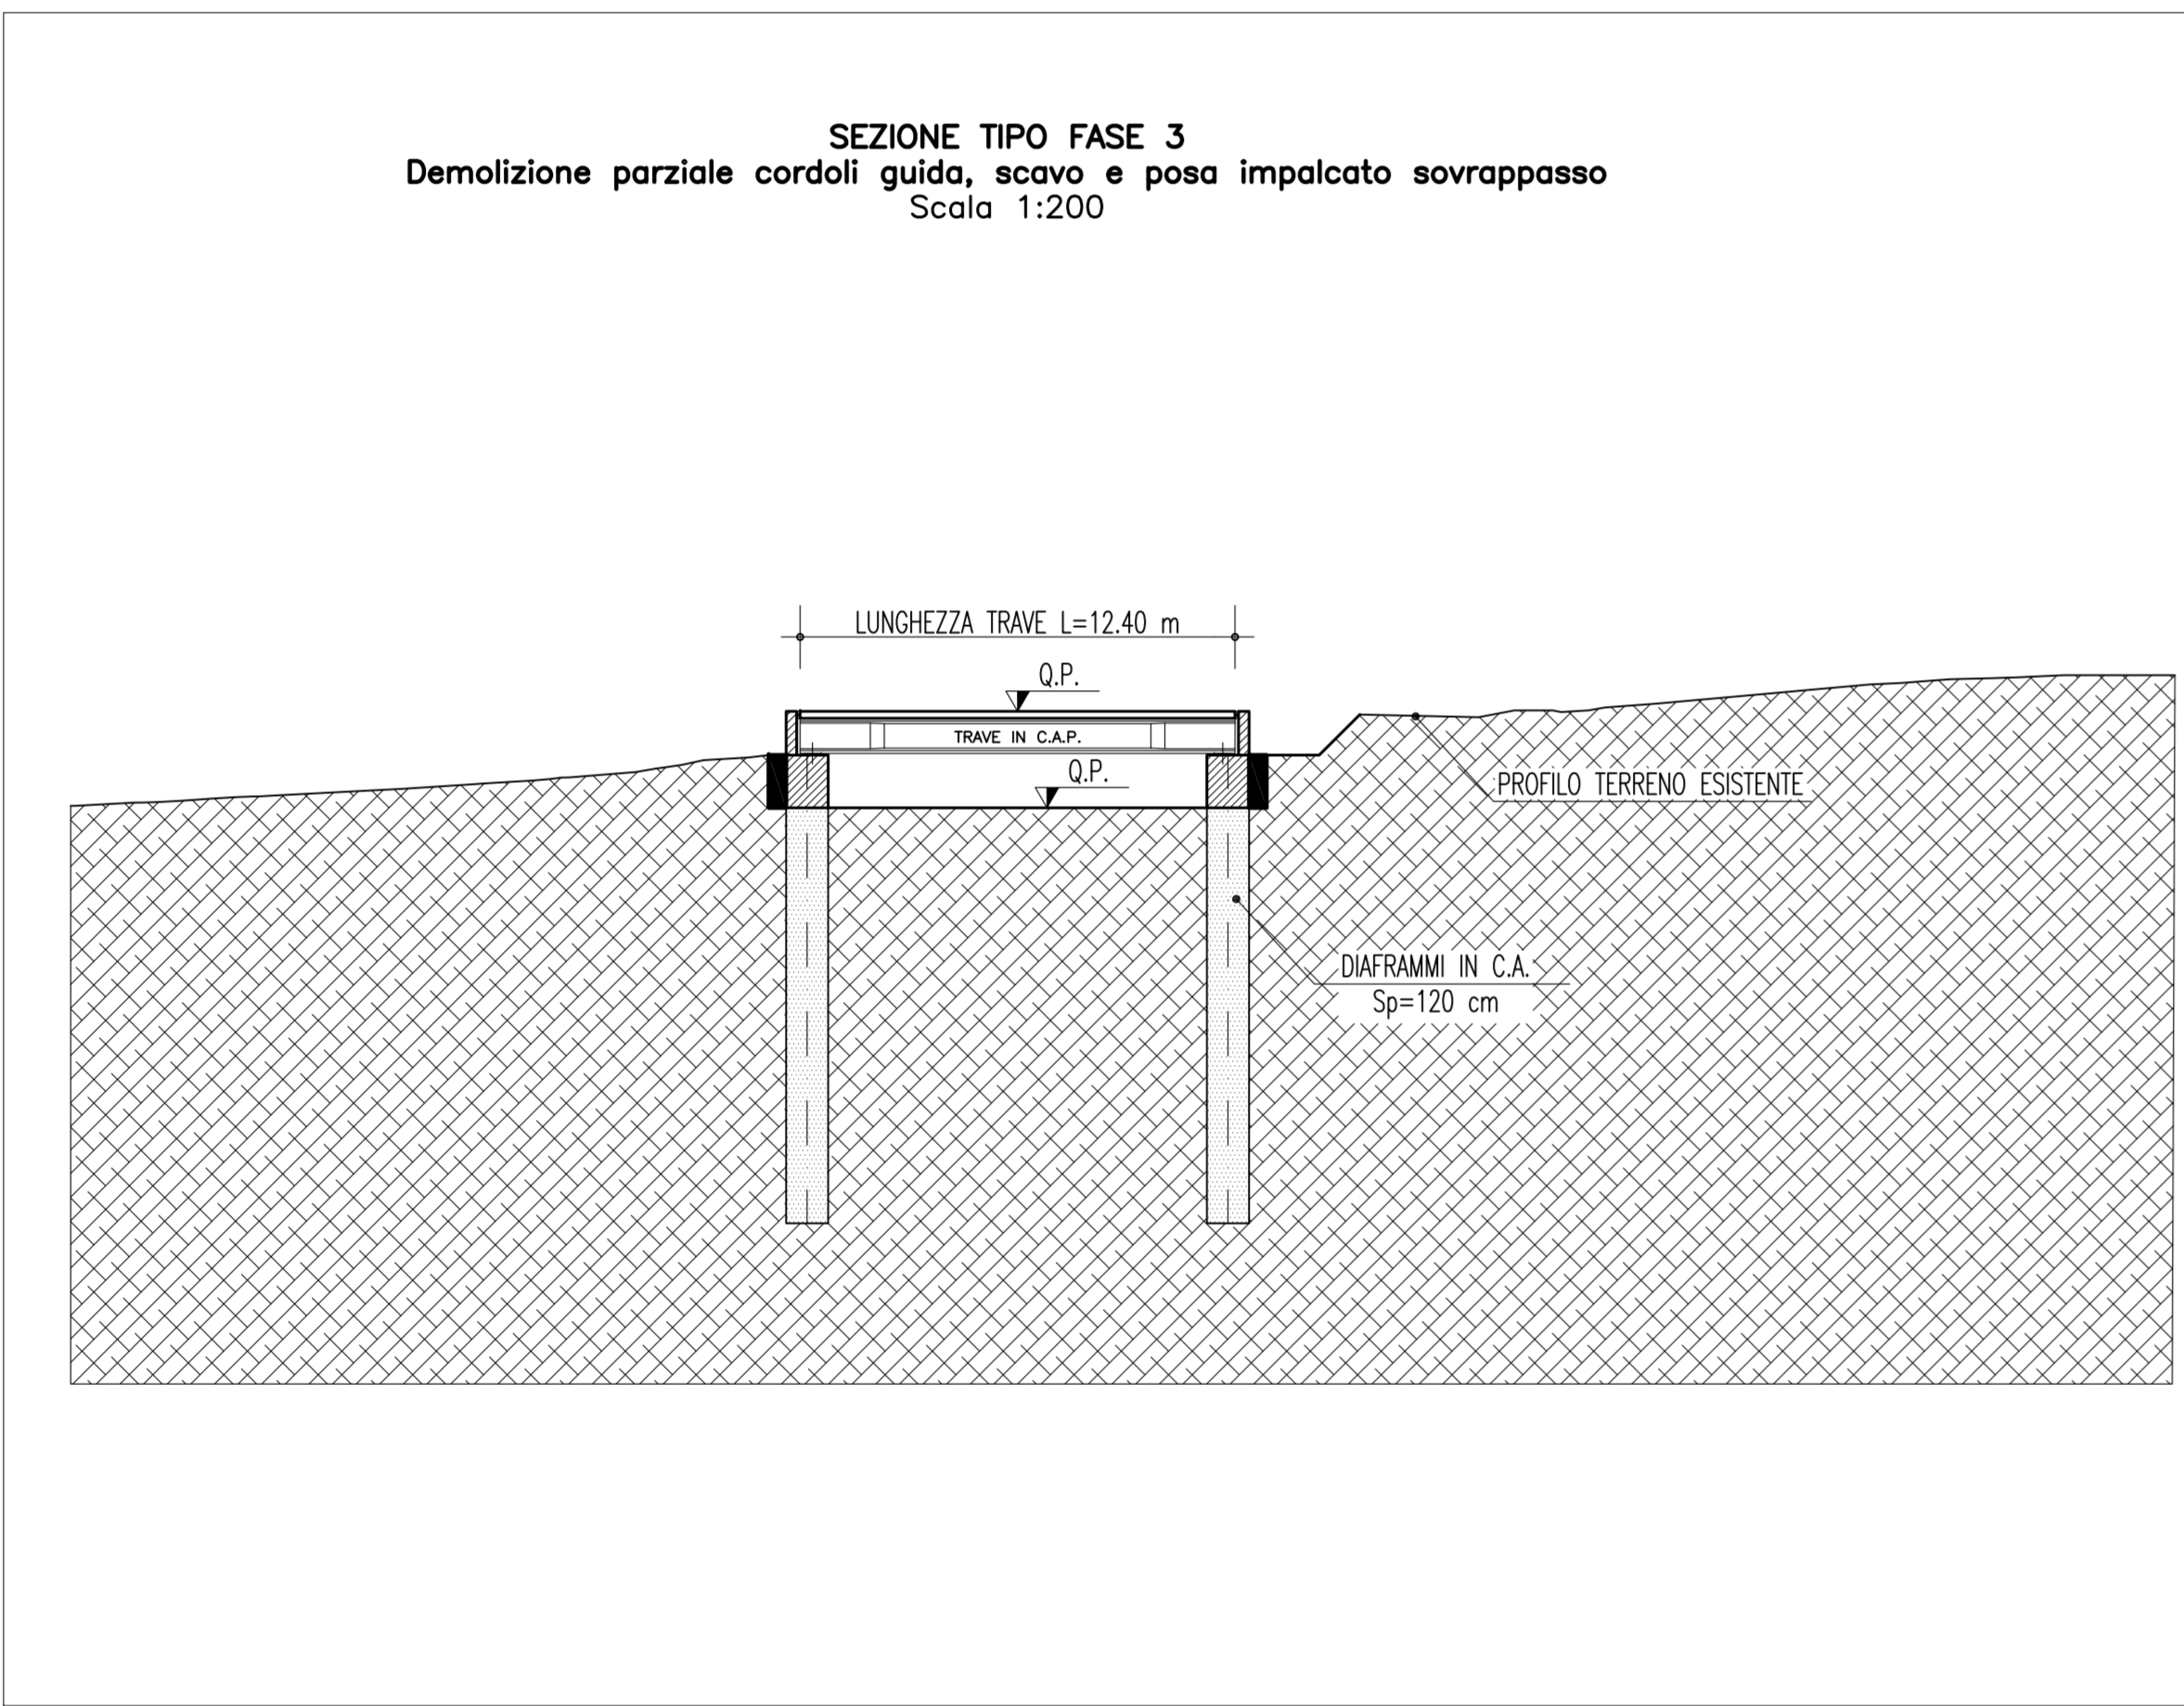 SEZIONE TIPO FASE 3
Demolizione parziale cordoli guida, scavo e posa impalcato sovrappasso
Scala 1:200
LUNGHEZZA TRAVE L=12.40 m
Q.P.
TRAVE IN C.A.P.
Q.P.
PROFILO TERRENO ESISTENTE
DIAFRAMMI IN C.A.
Sp=120 cm